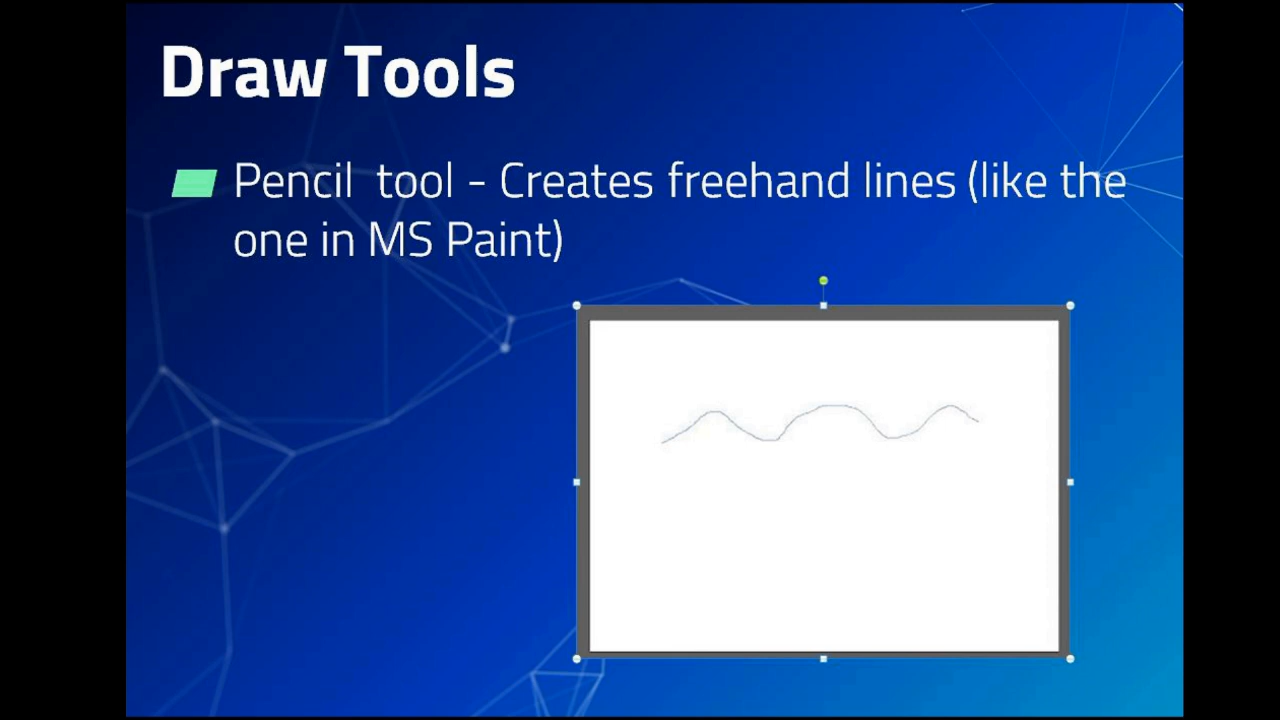 Draw Tools
Pencil  tool - Creates freehand lines (like the
one in MS Paint)